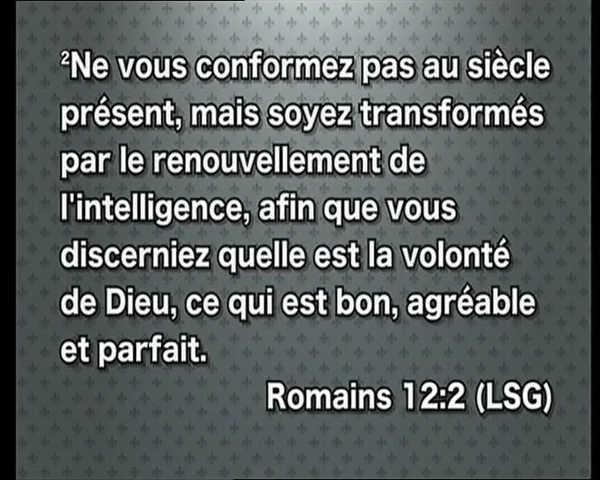 ²Ne vous conformez pas au siècle
présent, mais soyez transformés
par le renouvellement de
l'intelligence, afin que vous
discerniez quelle est la volonté
de Dieu, ce qui est bon, agréable
et parfait.
Romains 12:2 (LSG)